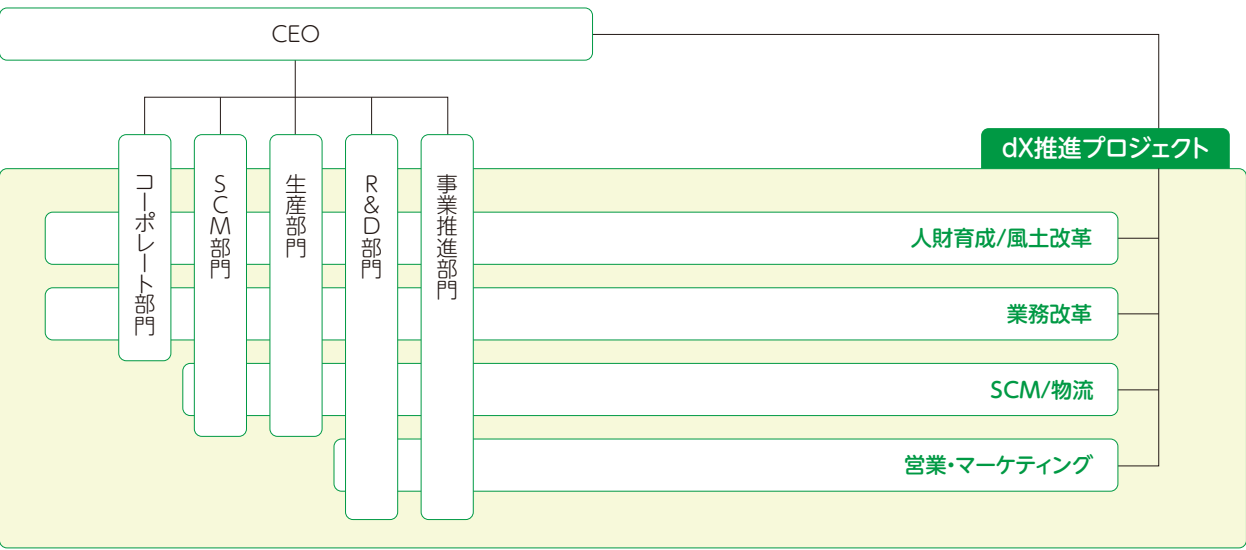 CEO
dX推進プロジェクト
コーポレート部門
SCM部門
生産部門
R&D部門
事業推進部門
人財育成/風土改革
業務改革
SCM/物流
営業・マーケティング